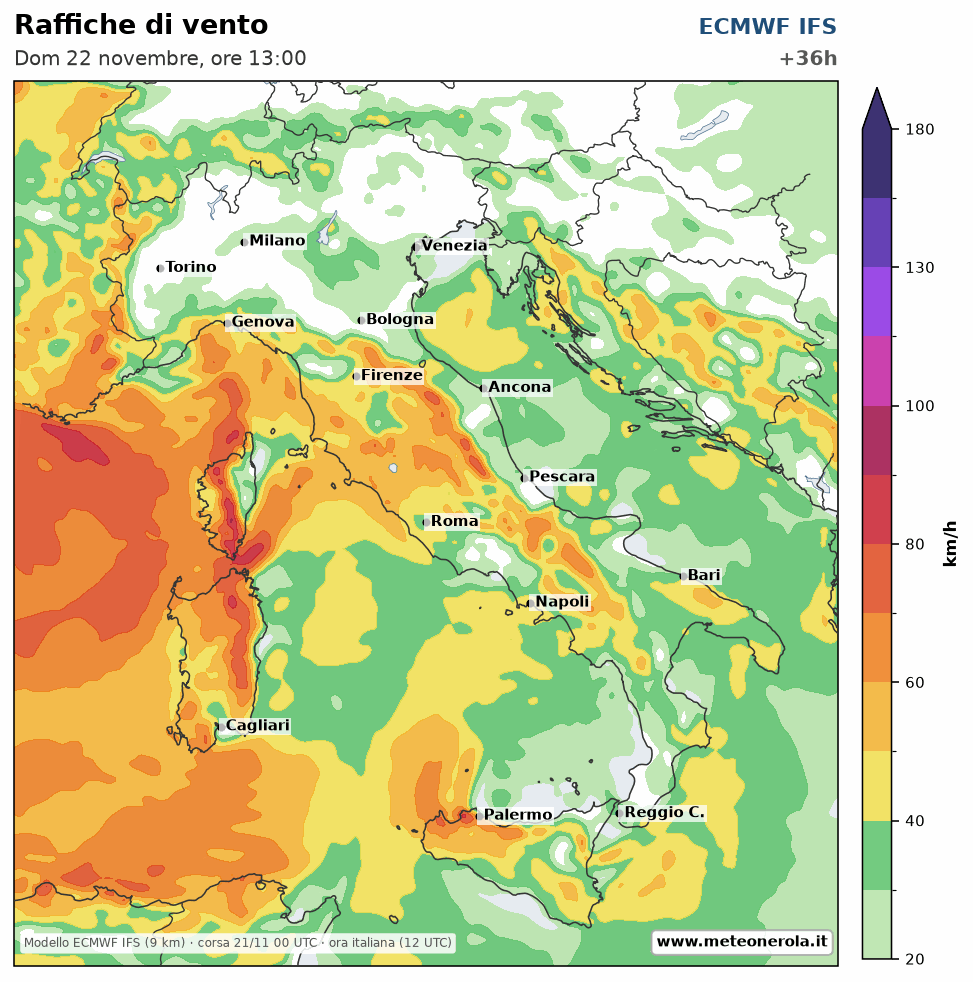 Raffiche di vento
ECMWF IFS
Dom 22 novembre, ore 13:00
+36h
180
Milano
Venezia
Torino
130
Genova
Bologna
Firenze
Ancona
100
Pescara
Roma
80
km/h
Bari
Napoli
60
Cagliari
Palermo
Reggio C.
40
Modello ECMWF IFS (9 km) · corsa 21/11 00 UTC · ora italiana (12 UTC)
www.meteonerola.it
20